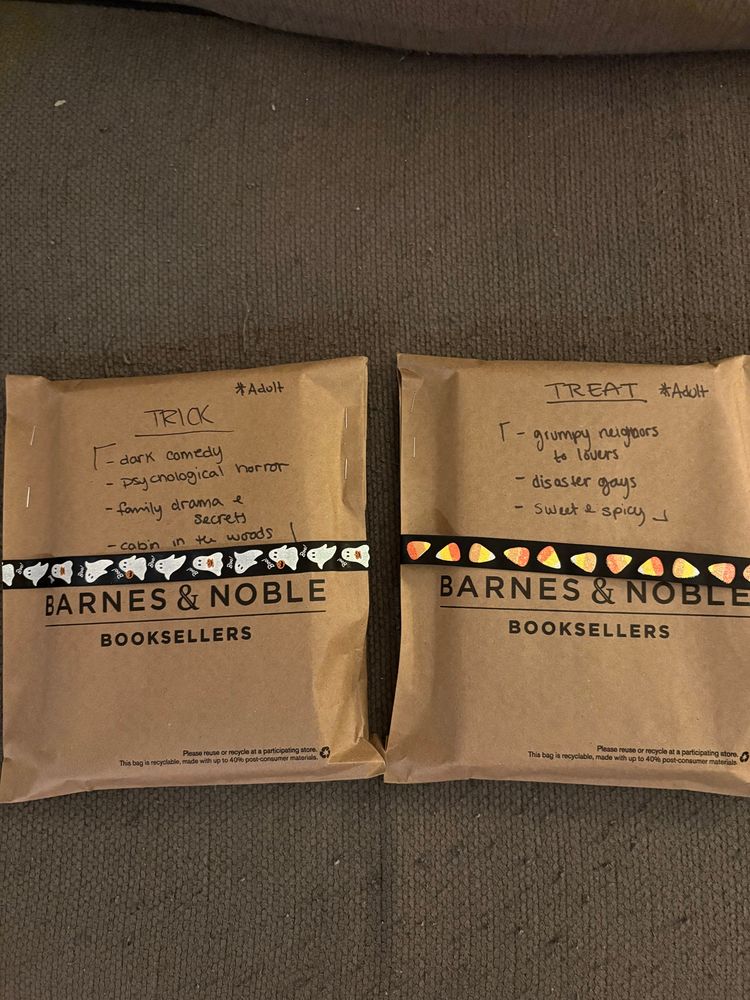 *Adult
TRICK
- dark comedy
- psychological horror
- family drama &
secrets
- cabin in the woods
BARNES & NOBLE
BOOKSELLERS
Please reuse or recycle at a participating store.
This bag is recyclable, made with up to 40% post-consumer materials.
TREAT *Adult
- grumpy neighbors
to lovers
- disaster gays
- sweet & spicy
BARNES & NOBLE
BOOKSELLERS
Please reuse or recycle at a participating store.
This bag is recyclable, made with up to 40% post-consumer materials.